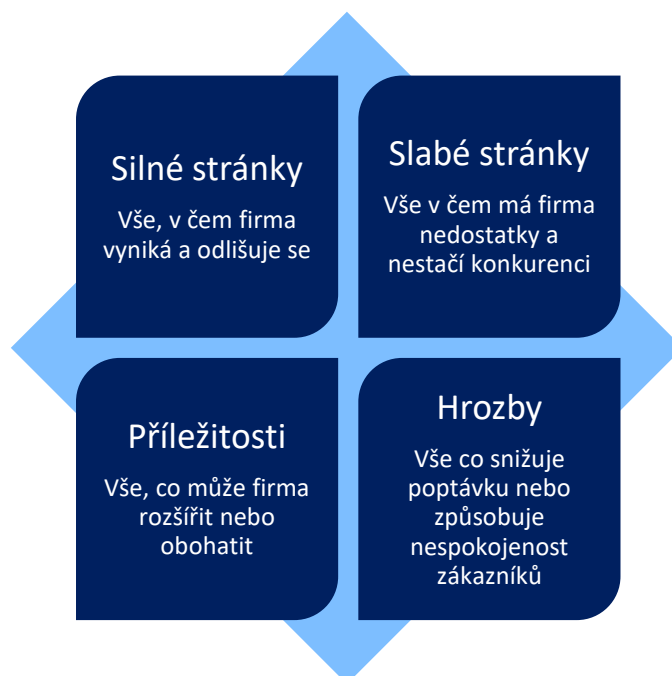 Silné stránky
Vše, v čem firma
vyniká a odlišuje se
Slabé stránky
Vše v čem má firma
nedostatky a
nestačí konkurenci
Příležitosti
Vše, co může firma
rozšířit nebo
obohatit
Hrozby
Vše co snižuje
poptávku nebo
způsobuje
nespokojenost
zákazníků